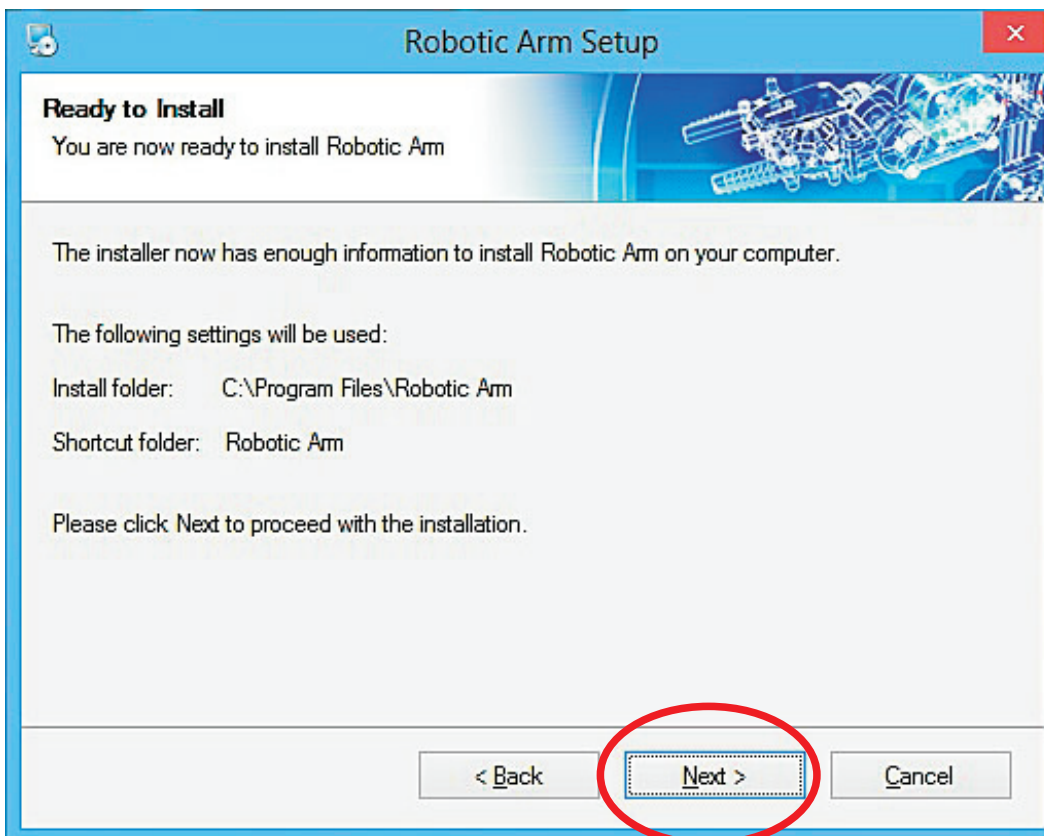 Robotic Arm Setup
Ready to Install
You are now ready to install Robotic Arm
The installer now has enough information to install Robotic Arm on your computer.
The following settings will be used:
Install folder: C:\Program Files\Robotic Arm
Shortcut folder: Robotic Arm
Please click Next to proceed with the installation.
< Back Next > Cancel